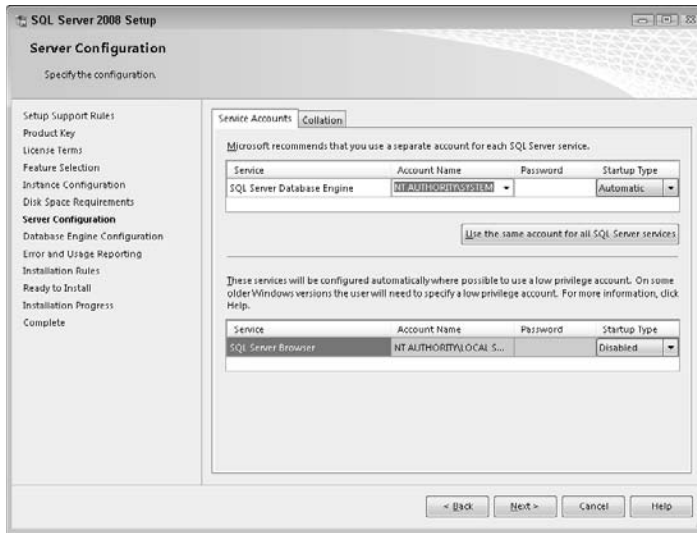 SQL Server 2008 Setup
Server Configuration
Specify the configuration.
Setup Support Rules
Product Key
License Terms
Feature Selection
Instance Configuration
Disk Space Requirements
Server Configuration
Database Engine Configuration
Error and Usage Reporting
Installation Rules
Ready to Install
Installation Progress
Complete
Service Accounts Collation
Microsoft recommends that you use a separate account for each SQL Server service.
Service Account Name Password Startup Type
SQL Server Database Engine NT AUTHORITY\SYSTEM Automatic
Use the same account for all SQL Server services
These services will be configured automatically where possible to use a low privilege account. On some
older Windows versions the user will need to specify a low privilege account. For more information, click
Help.
Service Account Name Password Startup Type
SQL Server Browser NT AUTHORITY\LOCAL S... Disabled
< Back Next > Cancel Help